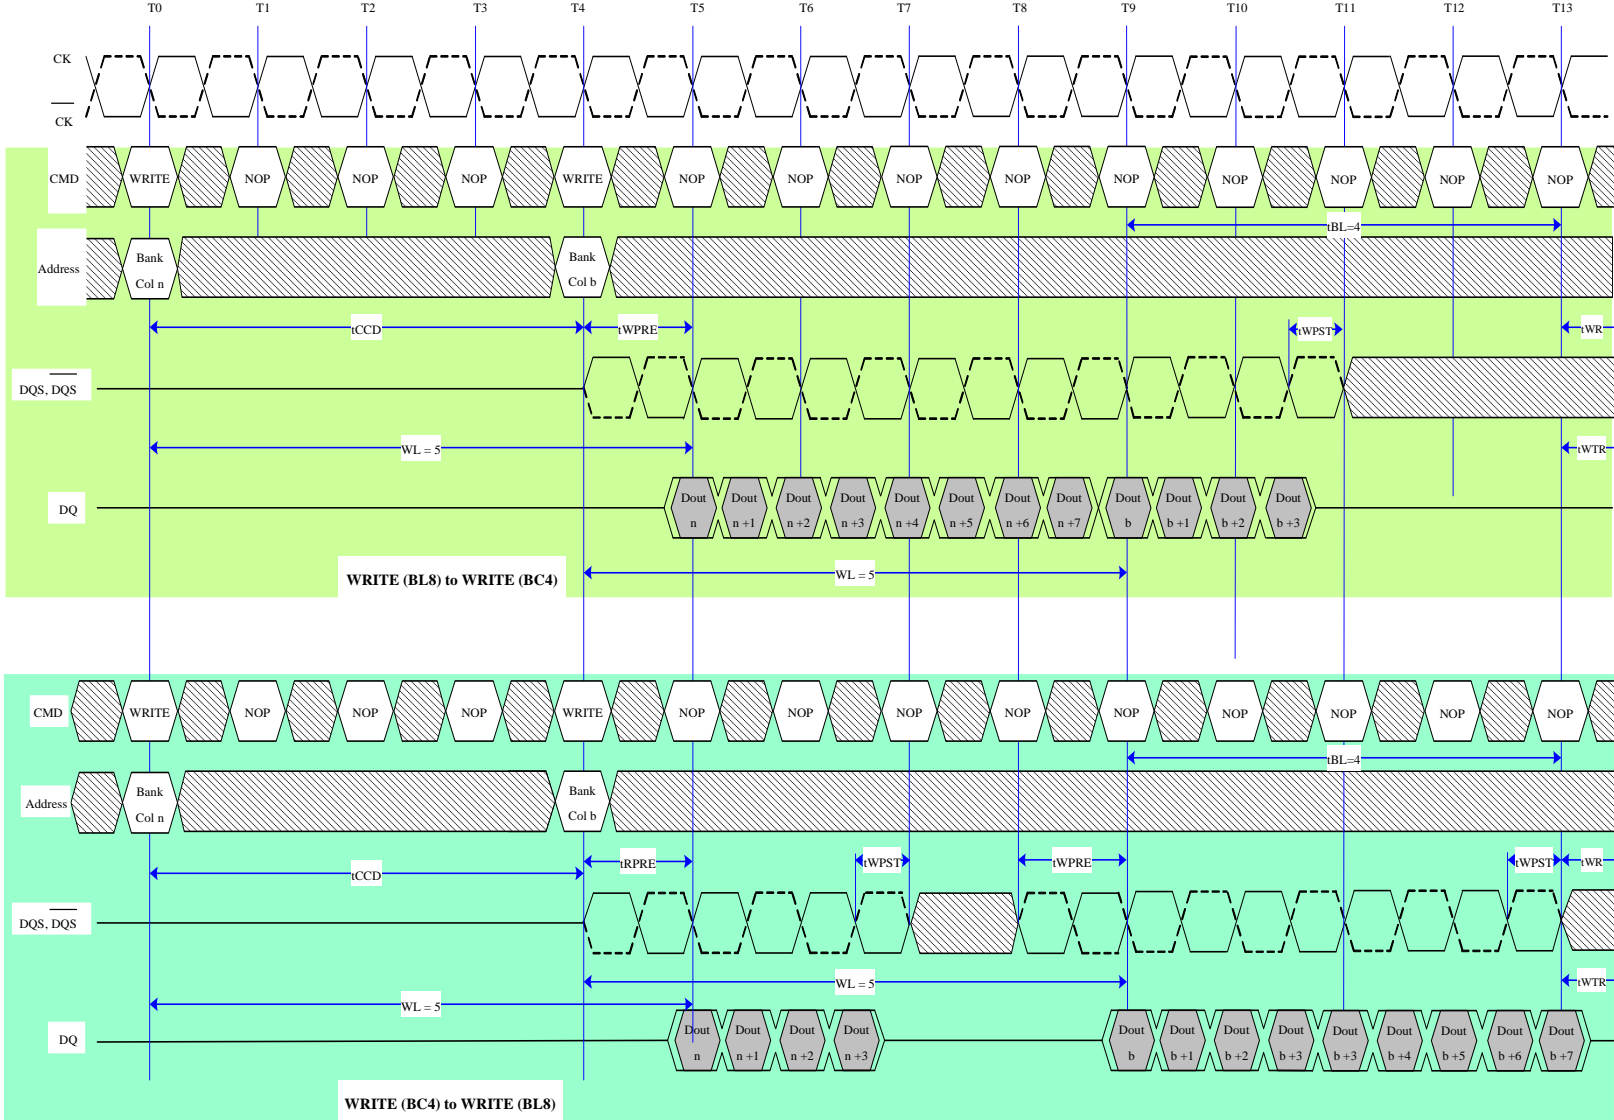 T0 T1 T2 T3 T4 T5 T6 T7 T8 T9 T10 T11 T12 T13
CK
CK
CMD WRITE NOP NOP NOP WRITE NOP NOP NOP NOP NOP NOP NOP NOP NOP
tBL=4
Address Bank Bank
Col n Col b
tCCD tWPRE tWPST tWR
DQS, DQS
WL = 5 tWTR
DQ Dout Dout Dout Dout Dout Dout Dout Dout Dout Dout Dout Dout
n n +1 n +2 n +3 n +4 n +5 n +6 n +7 b b +1 b +2 b +3
WL = 5
WRITE (BL8) to WRITE (BC4)
CMD WRITE NOP NOP NOP WRITE NOP NOP NOP NOP NOP NOP NOP NOP NOP
tBL=4
Address Bank Bank
Col n Col b
tCCD tRPRE tWPST tWPRE tWPST tWR
DQS, DQS
WL = 5 tWTR
WL = 5
DQ Dout Dout Dout Dout Dout Dout Dout Dout Dout Dout Dout Dout Dout
n n +1 n +2 n +3 b b +1 b +2 b +3 b +3 b +4 b +5 b +6 b +7
WRITE (BC4) to WRITE (BL8)